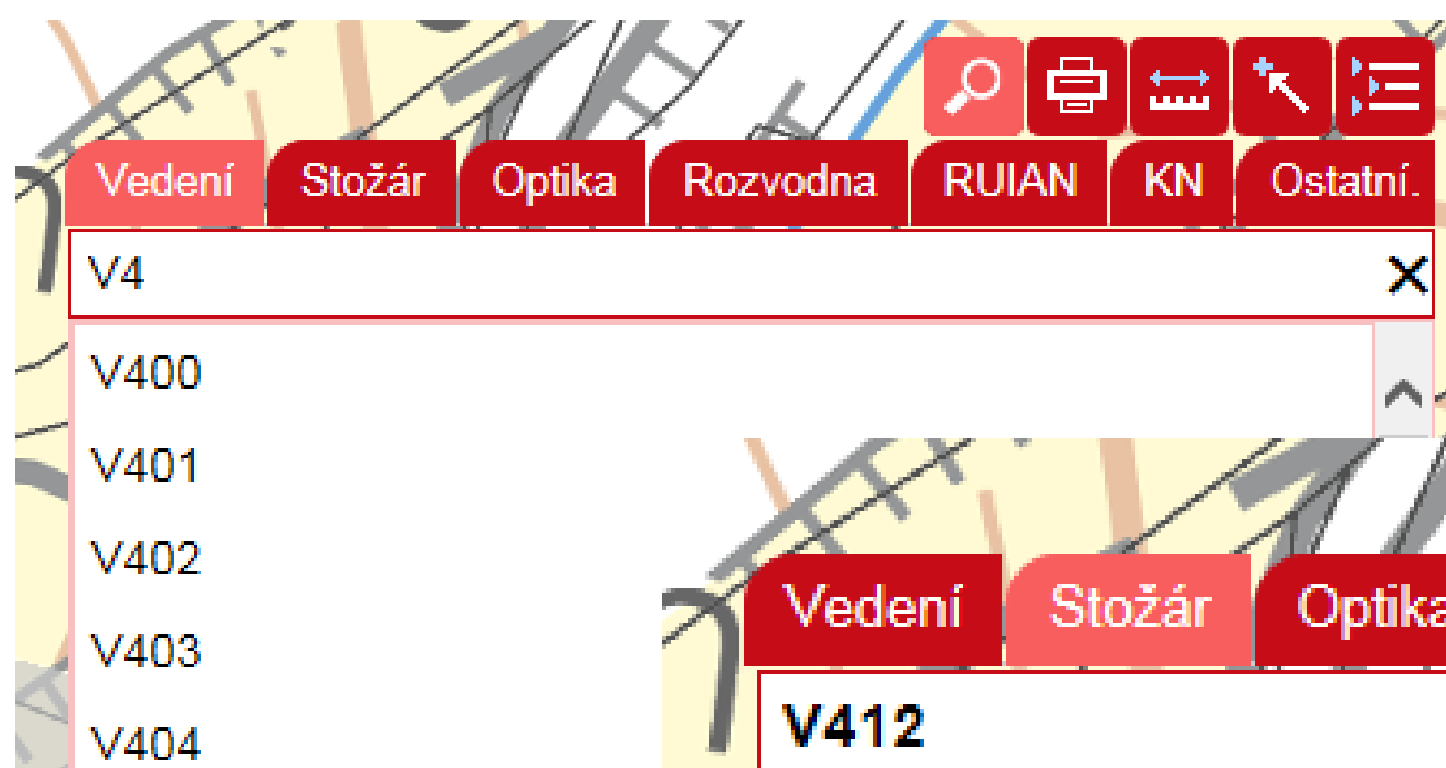 Vedení Stožár Optika Rozvodna RUIAN KN Ostatní.
V4
V400
V401
V402
V403
V404
Vedení Stožár Optika
V412